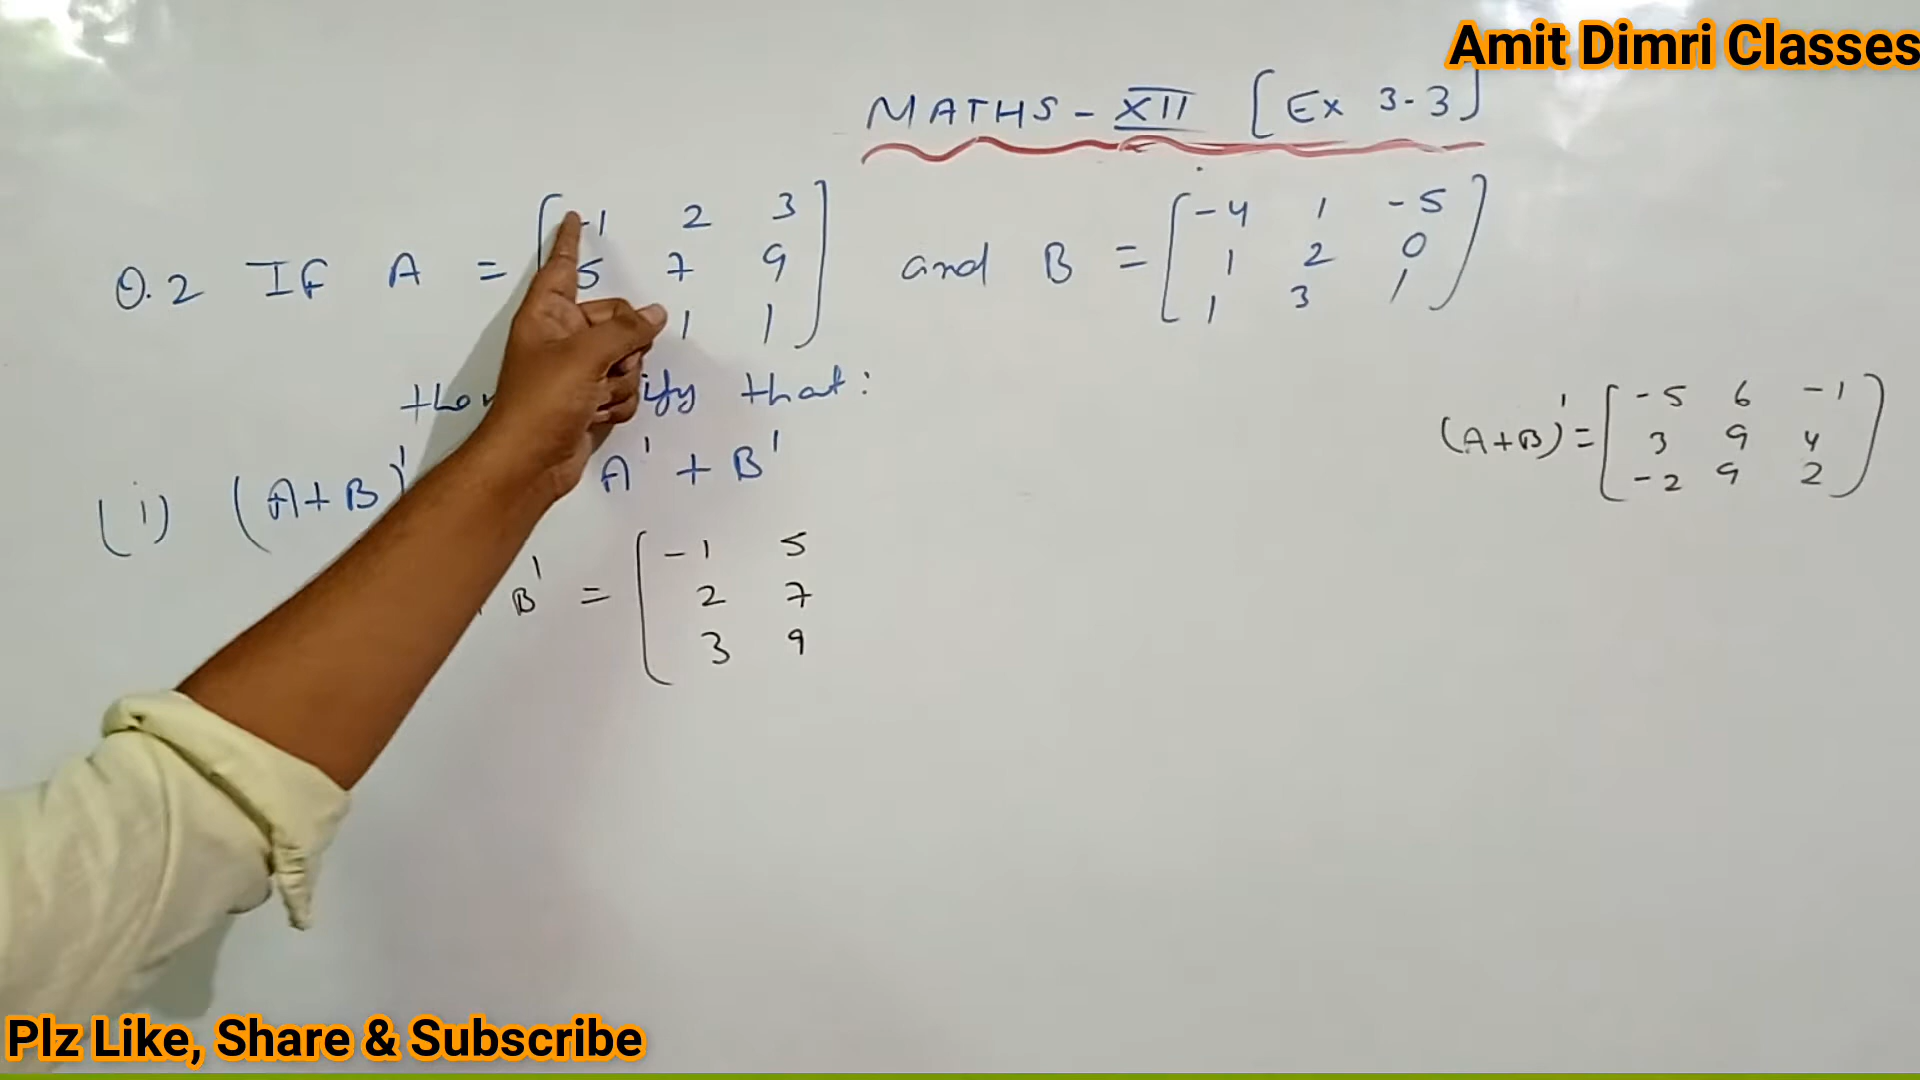 Amit Dimri Classes
MATHS - XII [Ex 3.3]
Q.2 If A = [-1 2 3
5 7 9
1 1] and B = [-4 1 -5
1 2 0
1 3 1]
that:
(A+B)' = [-5 6 -1
3 9 4
-2 9 2]
(i) (A+B)' A' + B'
B' = [-1 5
2 7
3 9
Plz Like, Share & Subscribe